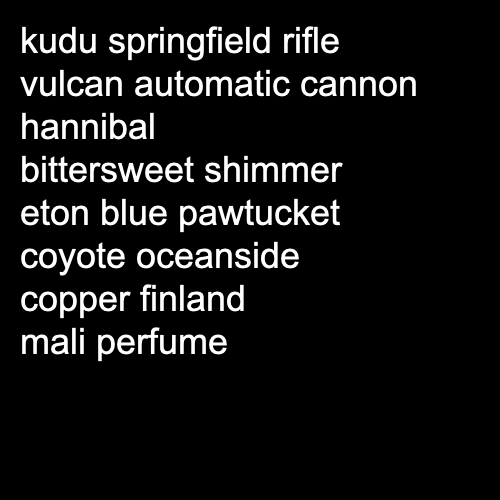 kudu springfield rifle
vulcan automatic cannon
hannibal
bittersweet shimmer
eton blue pawtucket
coyote oceanside
copper finland
mali perfume